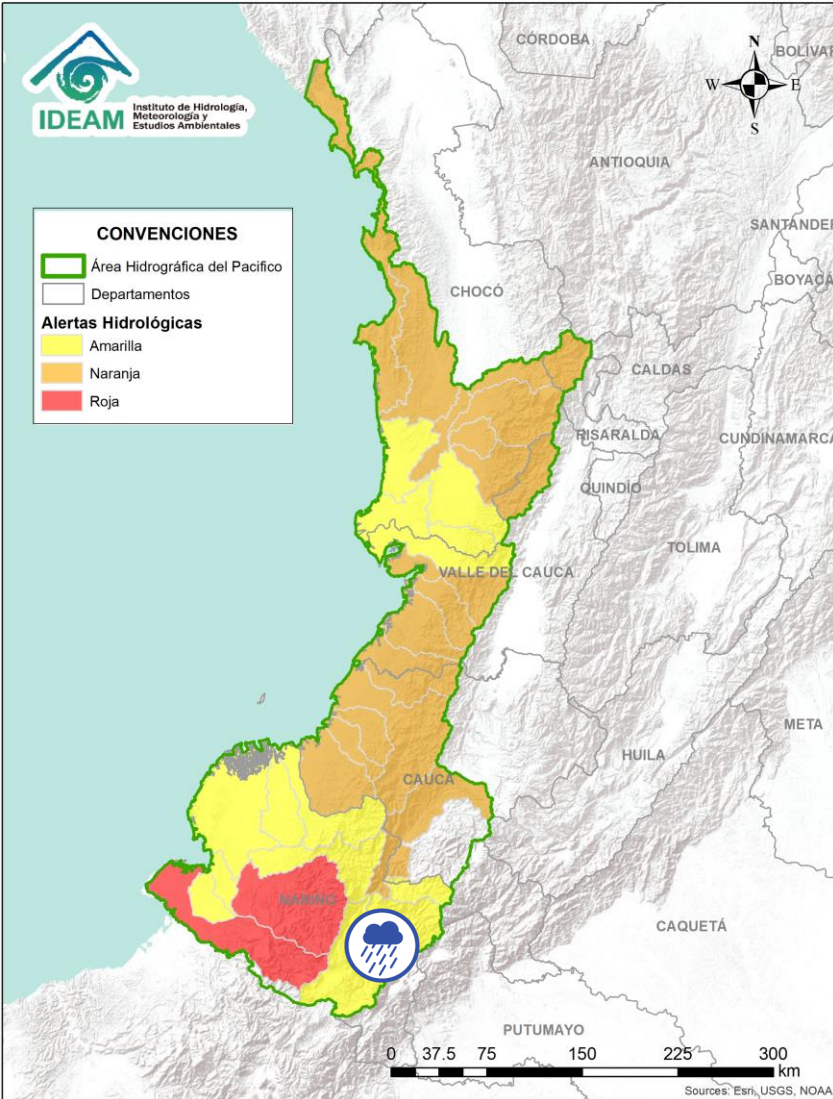 IDEAM
Instituto de Hidrología,
Meteorología y
Estudios Ambientales
N
W
E
S
CÓRDOBA
BOLÍVAR
ANTIOQUIA
SANTANDER
BOYACÁ
CHOCÓ
CALDAS
RISARALDA
CUNDINAMARCA
QUINDÍO
TOLIMA
VALLE DEL CAUCA
META
HUILA
CAUCA
NARIÑO
CAQUETÁ
PUTUMAYO
CONVENCIONES
Área Hidrográfica del Pacifico
Departamentos
Alertas Hidrológicas
Amarilla
Naranja
Roja
0 37.5 75 150 225 300
km
Sources: Esri, USGS, NOAA